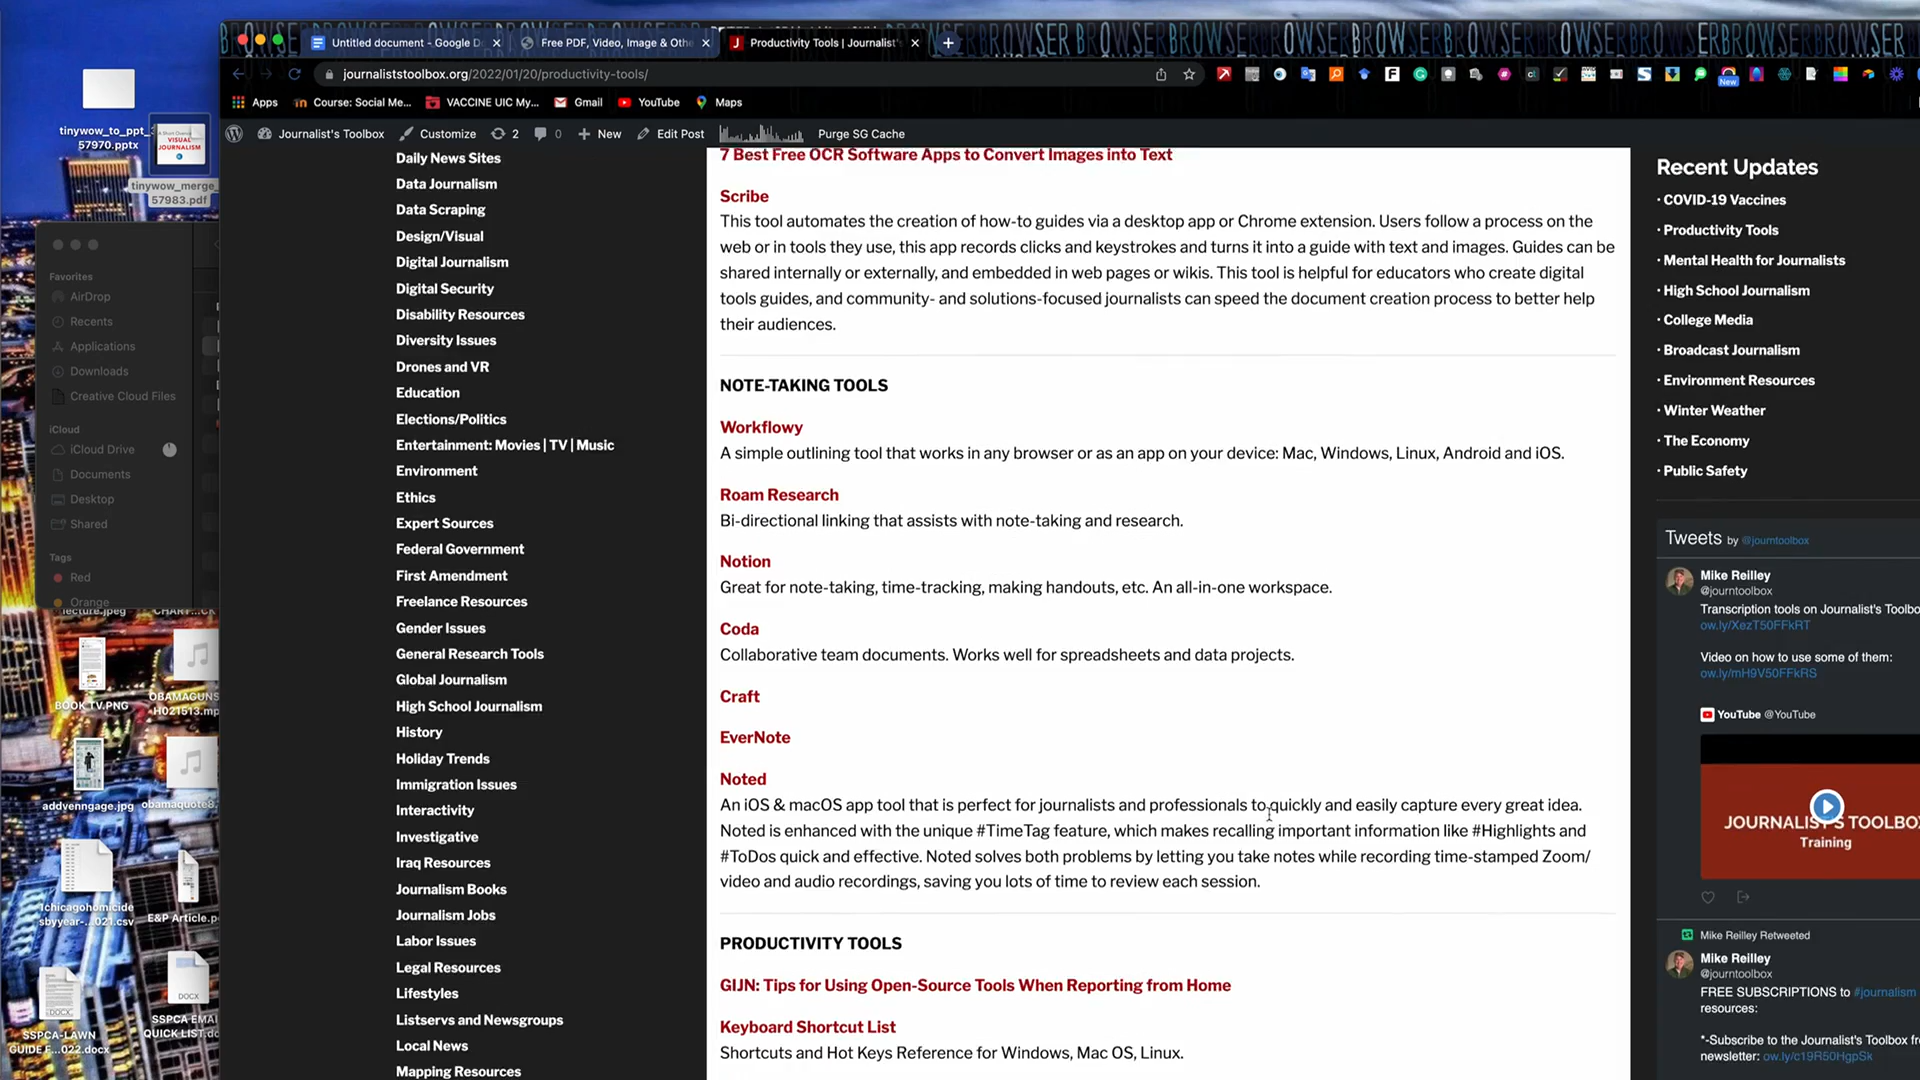 Untitled document - Google D
Free PDF, Video, Image & Oth
Productivity Tools | Journalist'
journaliststoolbox.org/2022/01/20/productivity-tools/
New
Apps
Course: Social Me...
VACCINE UIC My...
Gmail
YouTube
Maps
Journal's Toolbox
Customize
2
0
New
Edit Post
Purge SG Cache
tinywow_to_ppt_
57970.pptx
VISUAL
JOURNALISM
tinywow_merge_
57983.pdf
Favorites
AirDrop
Recents
Applications
Downloads
Creative Cloud Files
iCloud
iCloud Drive
Documents
Desktop
Shared
Tags
Red
Orange
BOOK TV.PNG
OBAMAGUNS
H021513.mp
addvenngage.jpg
obamaquote8.
1chicagohomicide
sbyyear-...021.csv
E&P Article.p
DOCX
SSPCA-LAWN
GUIDE F...022.docx
SSPCA EMAI
QUICK LIST.do
Daily News Sites
Data Journalism
Data Scraping
Design/Visual
Digital Journalism
Digital Security
Disability Resources
Diversity Issues
Drones and VR
Education
Elections/Politics
Entertainment: Movies | TV | Music
Environment
Ethics
Expert Sources
Federal Government
First Amendment
Freelance Resources
Gender Issues
General Research Tools
Global Journalism
High School Journalism
History
Holiday Trends
Immigration Issues
Interactivity
Investigative
Iraq Resources
Journalism Books
Journalism Jobs
Labor Issues
Legal Resources
Lifestyles
Listservs and Newsgroups
Local News
Mapping Resources
7 Best Free OCR Software Apps to Convert Images into Text
Scribe
This tool automates the creation of how-to guides via a desktop app or Chrome extension. Users follow a process on the
web or in tools they use, this app records clicks and keystrokes and turns it into a guide with text and images. Guides can be
shared internally or externally, and embedded in web pages or wikis. This tool is helpful for educators who create digital
tools guides, and community- and solutions-focused journalists can speed the document creation process to better help
their audiences.
NOTE-TAKING TOOLS
Workflowy
A simple outlining tool that works in any browser or as an app on your device: Mac, Windows, Linux, Android and iOS.
Roam Research
Bi-directional linking that assists with note-taking and research.
Notion
Great for note-taking, time-tracking, making handouts, etc. An all-in-one workspace.
Coda
Collaborative team documents. Works well for spreadsheets and data projects.
Craft
EverNote
Noted
An iOS & macOS app tool that is perfect for journalists and professionals to quickly and easily capture every great idea.
Noted is enhanced with the unique #TimeTag feature, which makes recalling important information like #Highlights and
#ToDos quick and effective. Noted solves both problems by letting you take notes while recording time-stamped Zoom/
video and audio recordings, saving you lots of time to review each session.
PRODUCTIVITY TOOLS
GIJN: Tips for Using Open-Source Tools When Reporting from Home
Keyboard Shortcut List
Shortcuts and Hot Keys Reference for Windows, Mac OS, Linux.
Recent Updates
· COVID-19 Vaccines
· Productivity Tools
· Mental Health for Journalists
· High School Journalism
· College Media
· Broadcast Journalism
· Environment Resources
· Winter Weather
· The Economy
· Public Safety
Tweets by @journtoolbox
Mike Reilley
@journtoolbox
Transcription tools on Journalist's Toolbo
ow.ly/XezT50FFkRT
Video on how to use some of them:
ow.ly/mH9V50FFkRS
YouTube @YouTube
JOURNALIST'S TOOLBO
Training
Mike Reilley Retweeted
Mike Reilley
@journtoolbox
FREE SUBSCRIPTIONS to #journalism
resources:
*-Subscribe to the Journalist's Toolbox fr
newsletter: ow.ly/c19R50HgpSk